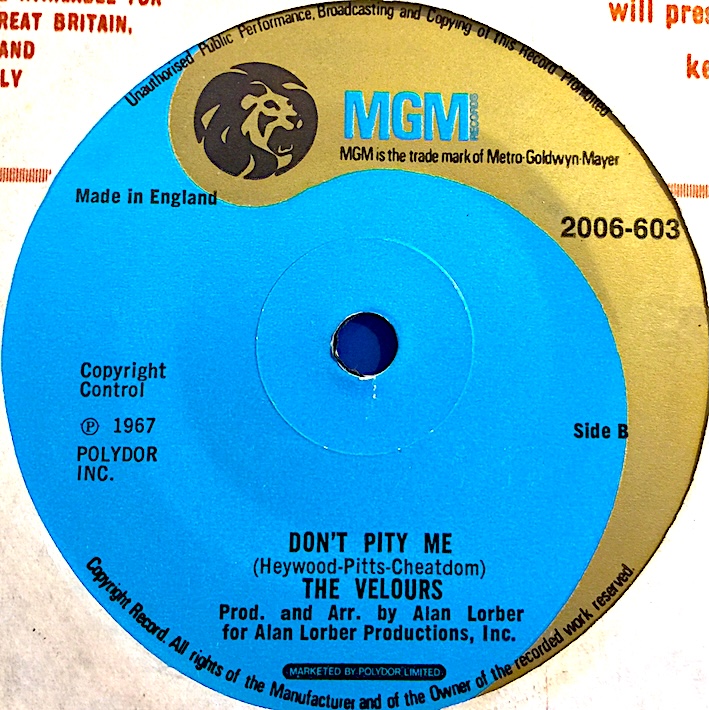 REAT BRITAIN,
AND
LY
will pres
ke
Unauthorised Public Performance, Broadcasting and Copying of This Record Prohibited
MGM
RECORDS
MGM is the trade mark of Metro-Goldwyn-Mayer
Made in England
2006-603
Copyright
Control
Ⓟ 1967
POLYDOR
INC.
Side B
DON'T PITY ME
(Heywood-Pitts-Cheatdom)
THE VELOURS
Prod. and Arr. by Alan Lorber
for Alan Lorber Productions, Inc.
MARKETED BY POLYDOR LIMITED
Copyright Record. All rights of the Manufacturer and of the Owner of the recorded work reserved.